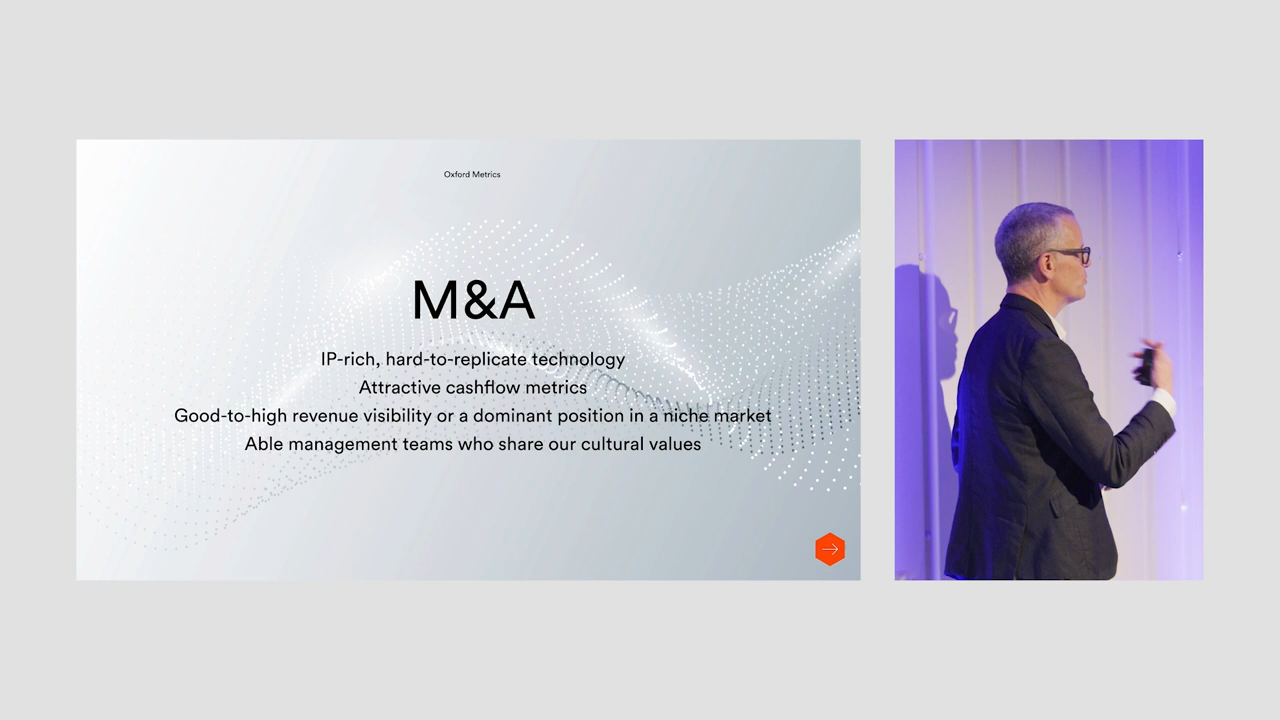 Oxford Metrics
M&A
IP-rich, hard-to-replicate technology
Attractive cashflow metrics
Good-to-high revenue visibility or a dominant position in a niche market
Able management teams who share our cultural values